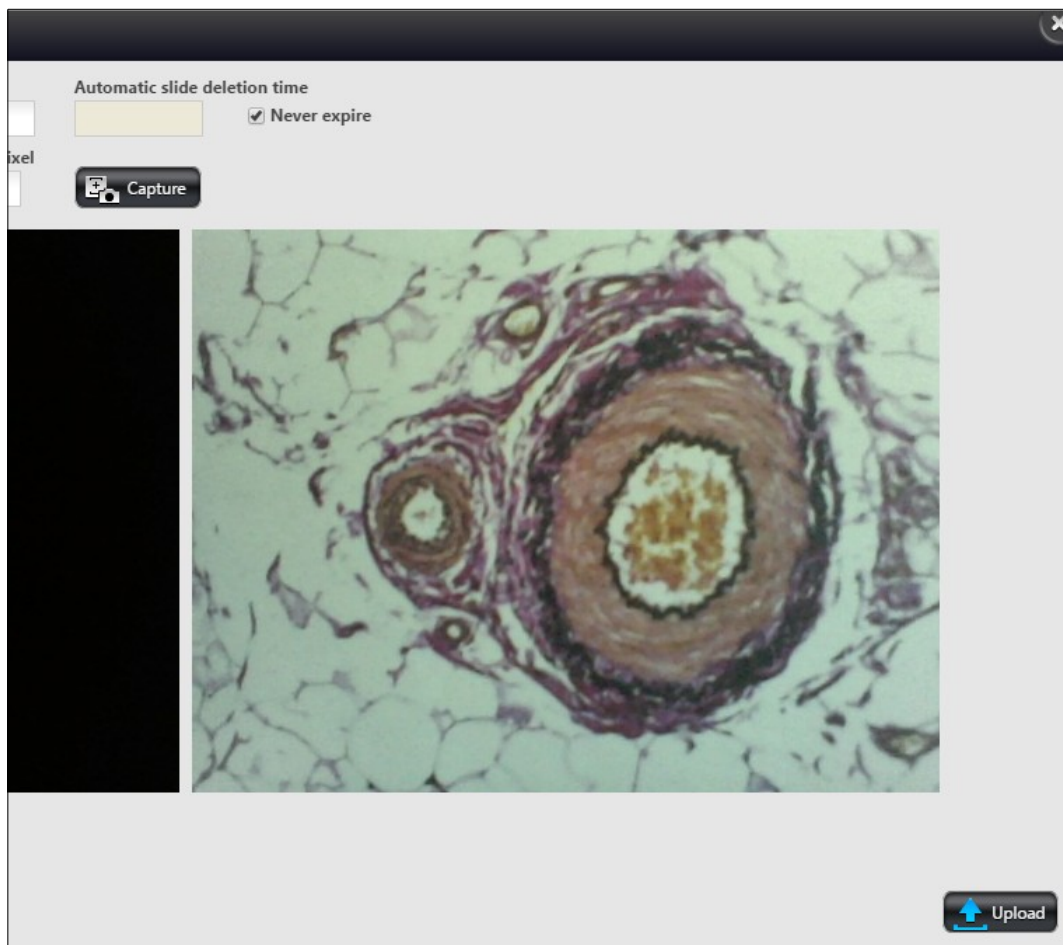 Automatic slide deletion time
Never expire
ixel
Capture
Upload